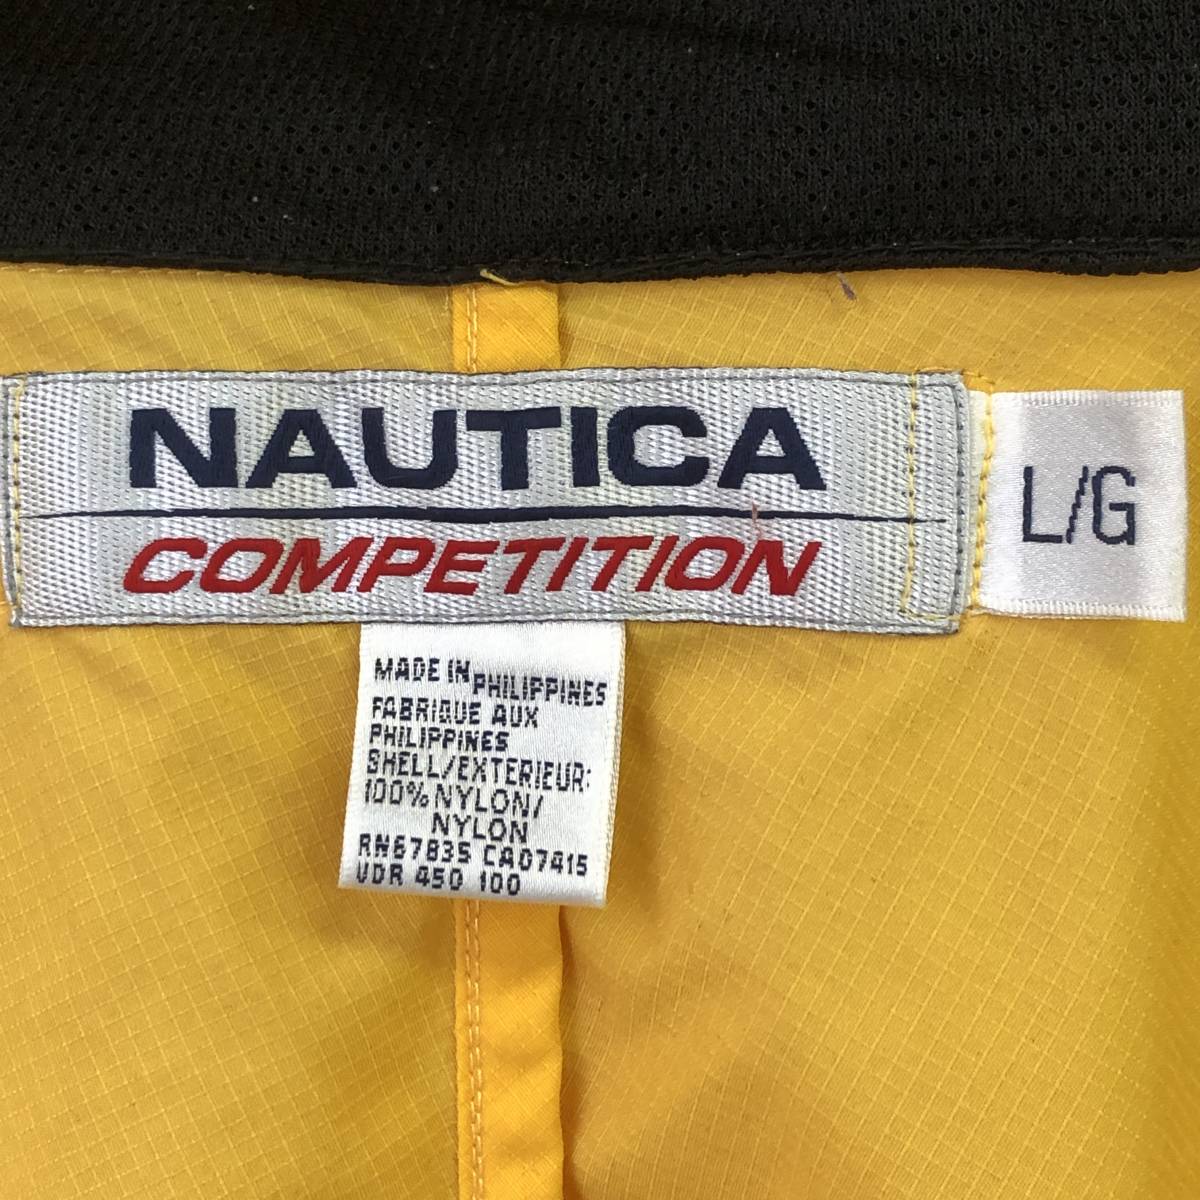 NAUTICA
COMPETITION
L/G
MADE IN PHILIPPINES
FABRIQUE AUX
PHILIPPINES
SHELL/EXTERIEUR:
100% NYLON/
NYLON
RN67835 CA07415
VDR 450 100